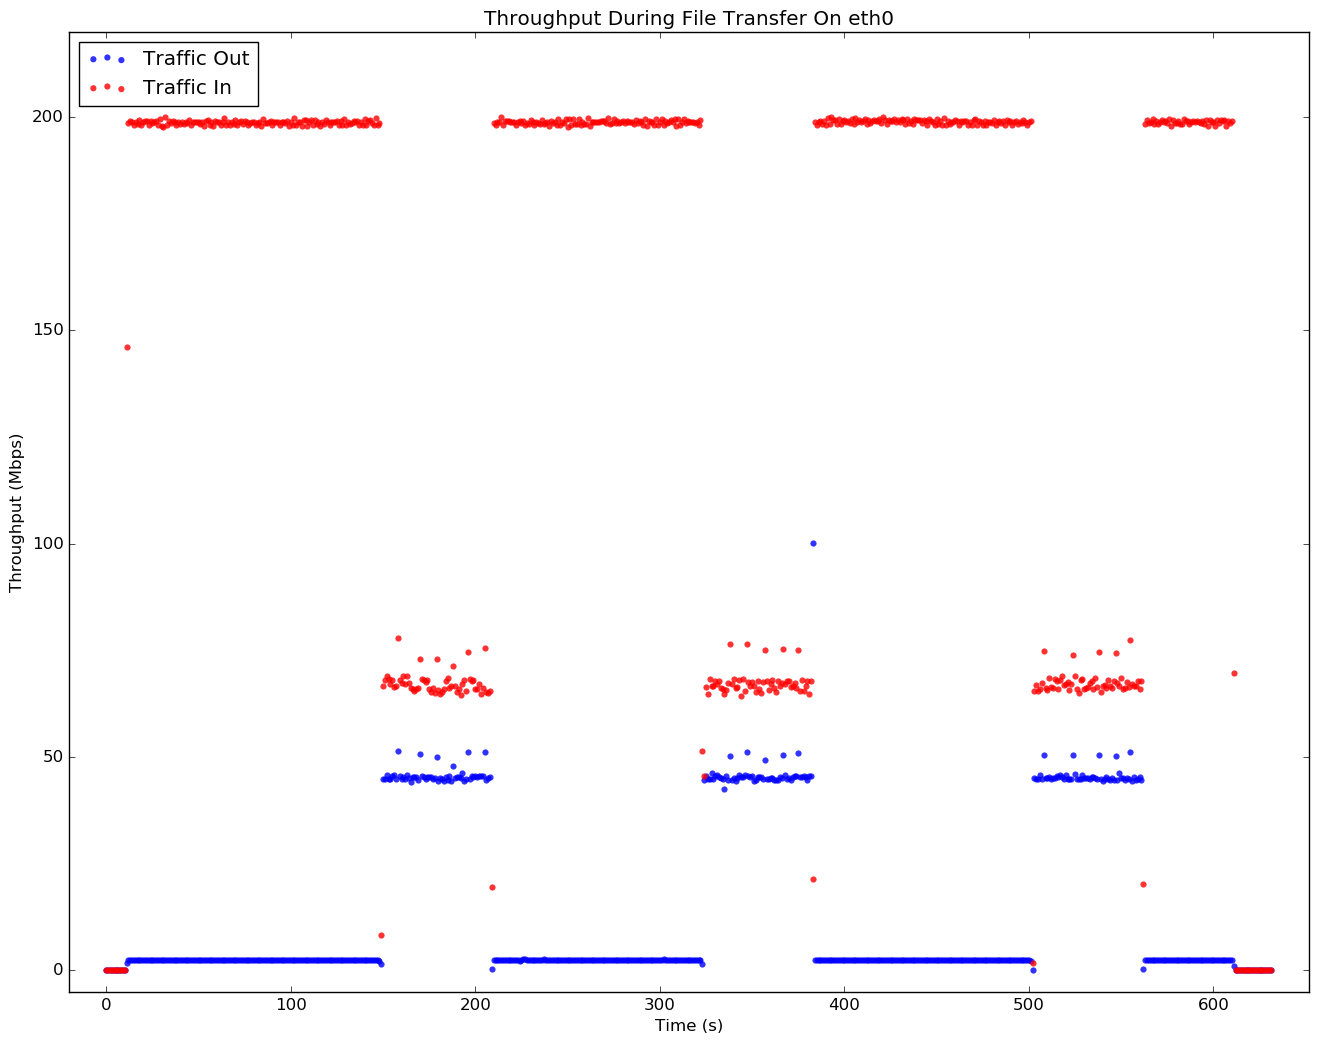 Throughput During File Transfer On eth0
Traffic Out
Traffic In
200
150
100
50
0
Throughput (Mbps)
0 100 200 300 400 500 600
Time (s)